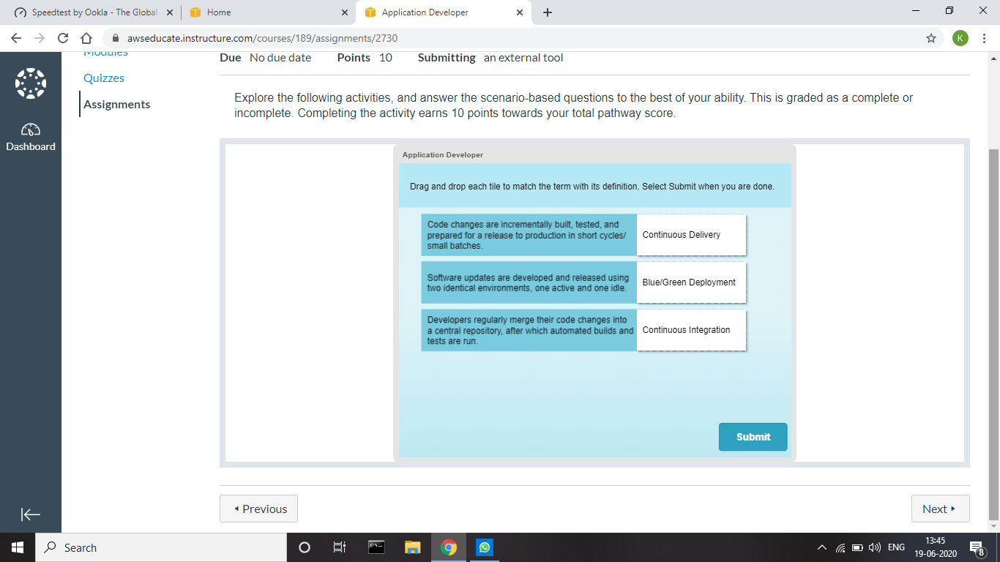 Speedtest by Ookla - The Global
Home
Application Developer
awseducate.instructure.com/courses/189/assignments/2730
K
Modules
Quizzes
Assignments
Dashboard
Due No due date Points 10 Submitting an external tool
Explore the following activities, and answer the scenario-based questions to the best of your ability. This is graded as a complete or
incomplete. Completing the activity earns 10 points towards your total pathway score.
Application Developer
Drag and drop each tile to match the term with its definition. Select Submit when you are done.
Code changes are incrementally built, tested, and
prepared for a release to production in short cycles/
small batches.
Continuous Delivery
Software updates are developed and released using
two identical environments, one active and one idle.
Blue/Green Deployment
Developers regularly merge their code changes into
a central repository, after which automated builds and
tests are run.
Continuous Integration
Submit
Previous
Next
Search
ENG
13:45
19-06-2020
8